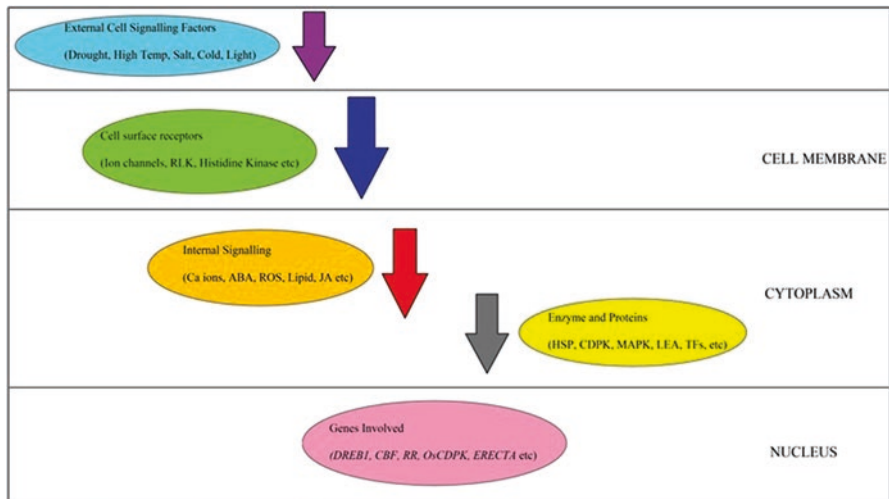 External Cell Signalling Factors
(Drought, High Temp, Salt, Cold, Light)
Cell surface receptors
(Ion channels, RLK, Histidine Kinase etc)
CELL MEMBRANE
Internal Signalling
(Ca ions, ABA, ROS, Lipid, JA etc)
CYTOPLASM
Enzyme and Proteins
(HSP, CDPK, MAPK, LEA, TFs, etc)
Genes Involved
(DREB1, CBF, RR, OsCDPK, ERECTA etc)
NUCLEUS